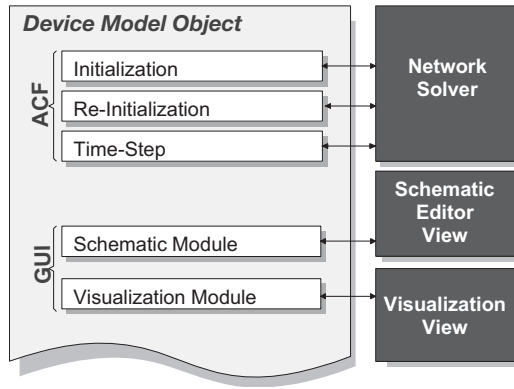 Device Model Object
ACF
Initialization
Re-Initialization
Time-Step
Network
Solver
GUI
Schematic Module
Visualization Module
Schematic
Editor
View
Visualization
View